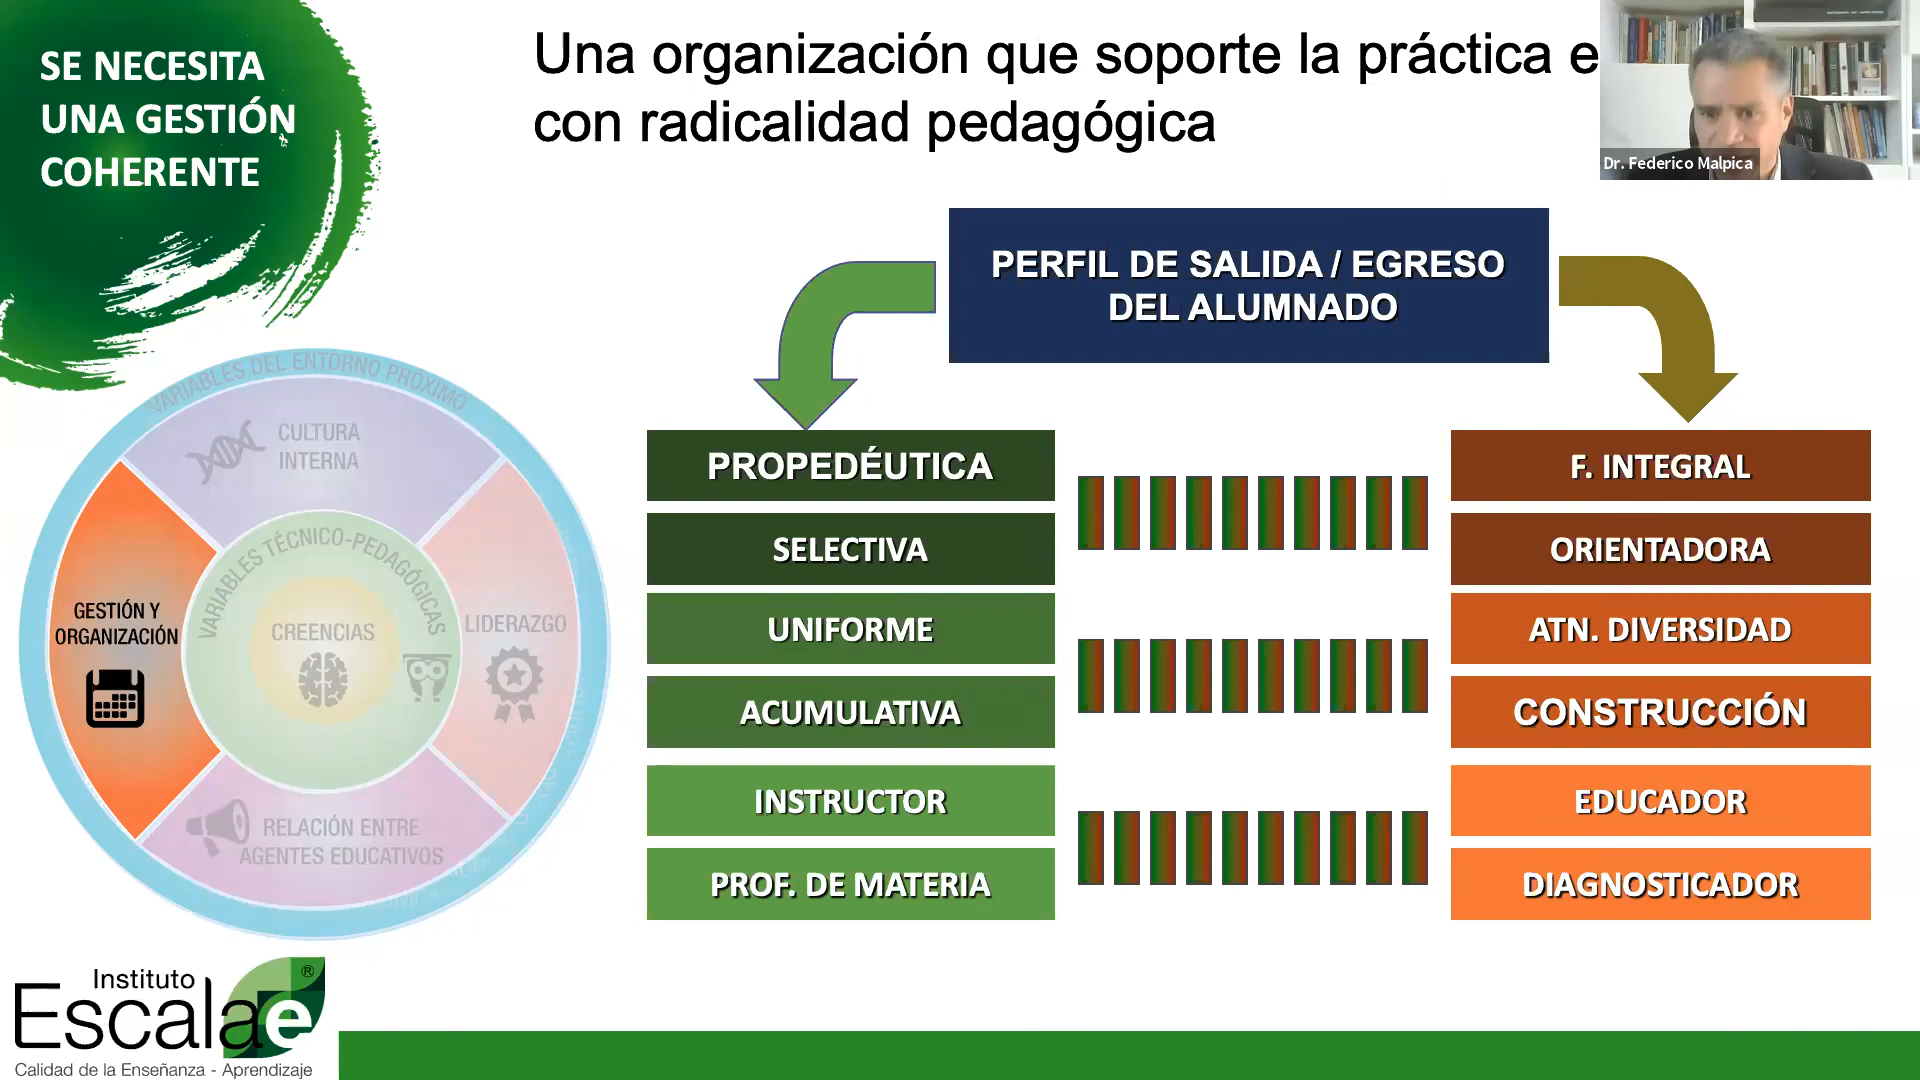 SE NECESITA
UNA GESTIÓN
COHERENTE
Una organización que soporte la práctica e
con radicalidad pedagógica
Dr. Federico Malpica
PERFIL DE SALIDA / EGRESO
DEL ALUMNADO
PROPEDÉUTICA
F. INTEGRAL
SELECTIVA
ORIENTADORA
UNIFORME
ATN. DIVERSIDAD
ACUMULATIVA
CONSTRUCCIÓN
INSTRUCTOR
EDUCADOR
PROF. DE MATERIA
DIAGNOSTICADOR
VARIABLES DEL ENTORNO PRÓXIMO
CULTURA
INTERNA
VARIABLES TÉCNICO-PEDAGÓGICAS
GESTIÓN Y
ORGANIZACIÓN
CREENCIAS
LIDERAZGO
RELACIÓN ENTRE
AGENTES EDUCATIVOS
Instituto
Escalae ®
Calidad de la Enseñanza - Aprendizaje